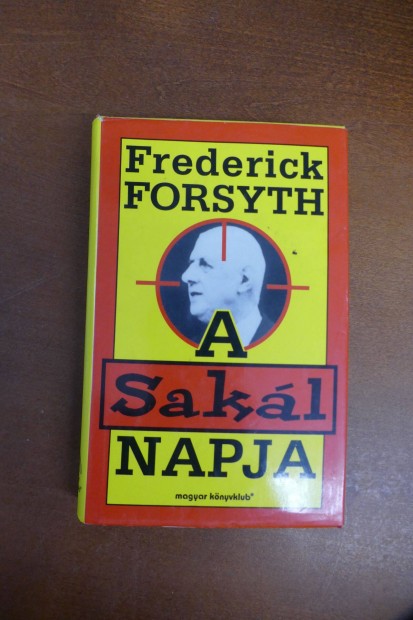 Frederick
FORSYTH
A
Sakál
NAPJA
magyar könyvklub®